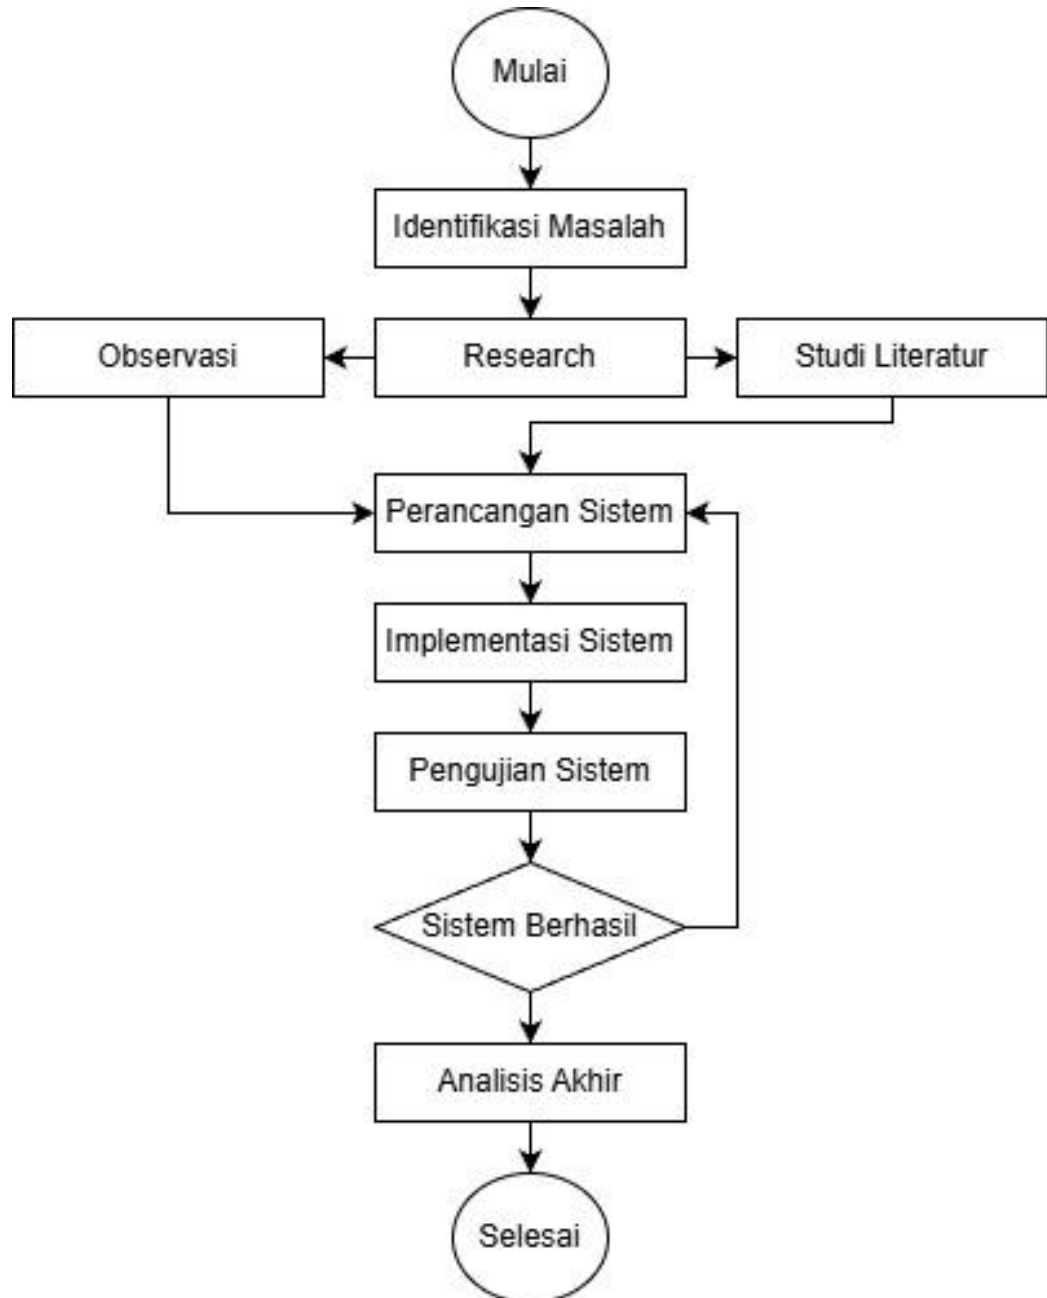 Mulai
Identifikasi Masalah
Observasi
Research
Studi Literatur
Perancangan Sistem
Implementasi Sistem
Pengujian Sistem
Sistem Berhasil
Analisis Akhir
Selesai